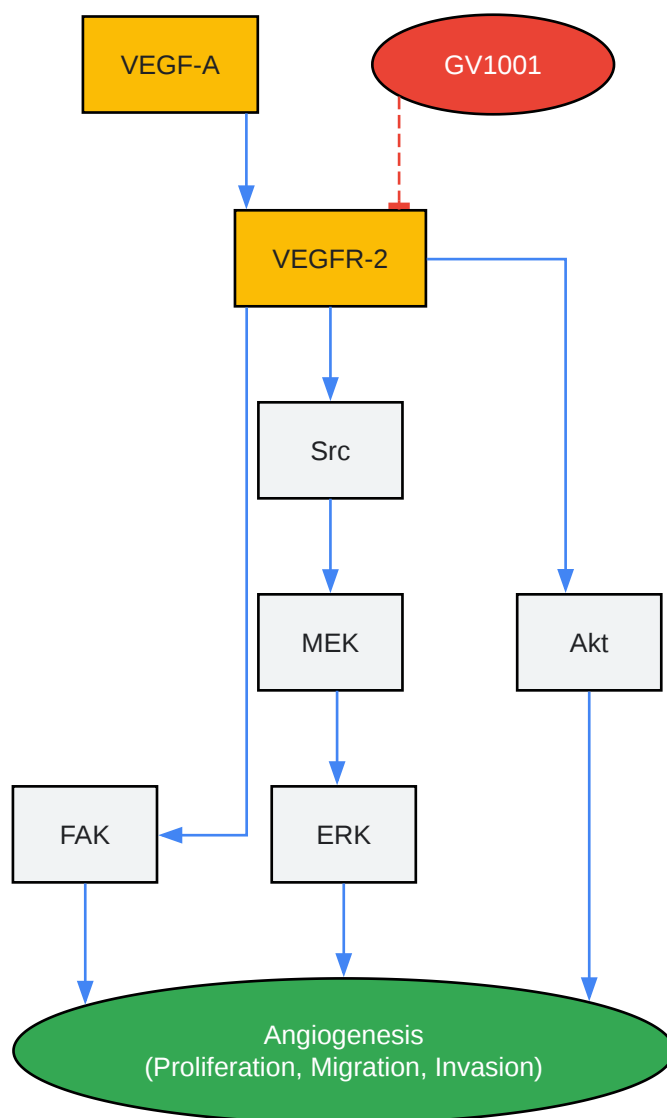 VEGF-A
GV1001
VEGFR-2
Src
MEK
Akt
FAK
ERK
Angiogenesis
(Proliferation, Migration, Invasion)